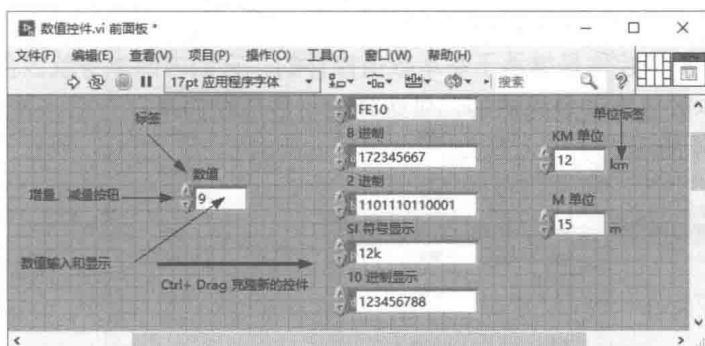 数值控件.vi 前面板 *
文件(F) 编辑(E) 查看(V) 项目(P) 操作(O) 工具(T) 窗口(W) 帮助(H)
17pt 应用程序字体 搜索
FE10
标签
单位标签
8 进制
KM 单位
172345667
12 km
数值
2 进制
增量、减量按钮
9
1101110110001
M 单位
SI 符号显示
15 m
12k
数值输入和显示
10 进制显示
Ctrl+ Drag 克隆新的控件
123456788